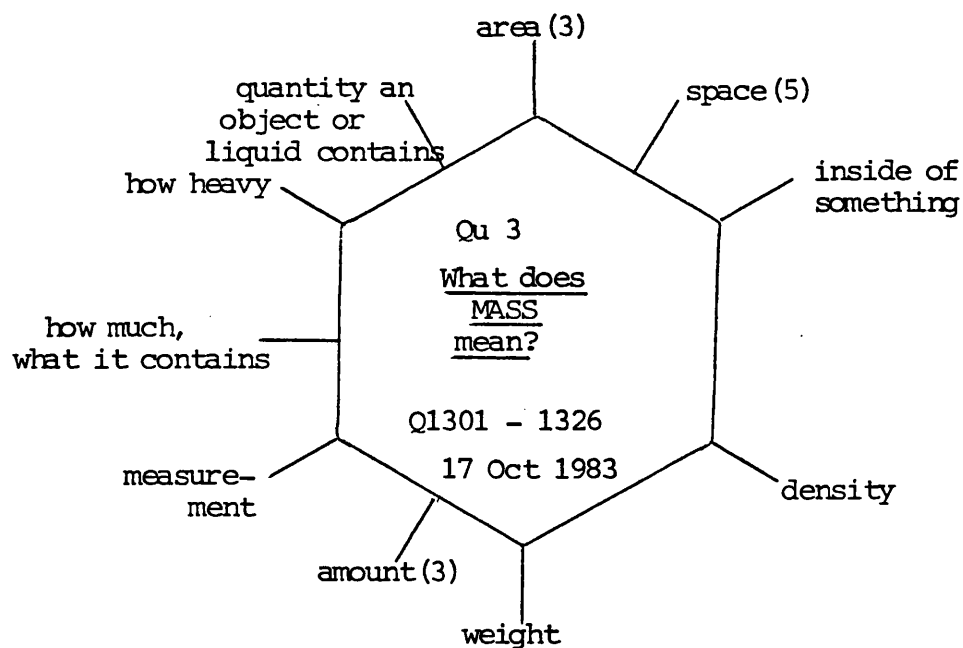 area (3)
quantity an
object or
liquid contains
space (5)
how heavy
inside of
something
Qu 3
What does
MASS
mean?
how much,
what it contains
Q1301 - 1326
17 Oct 1983
measure-
ment
density
amount (3)
weight